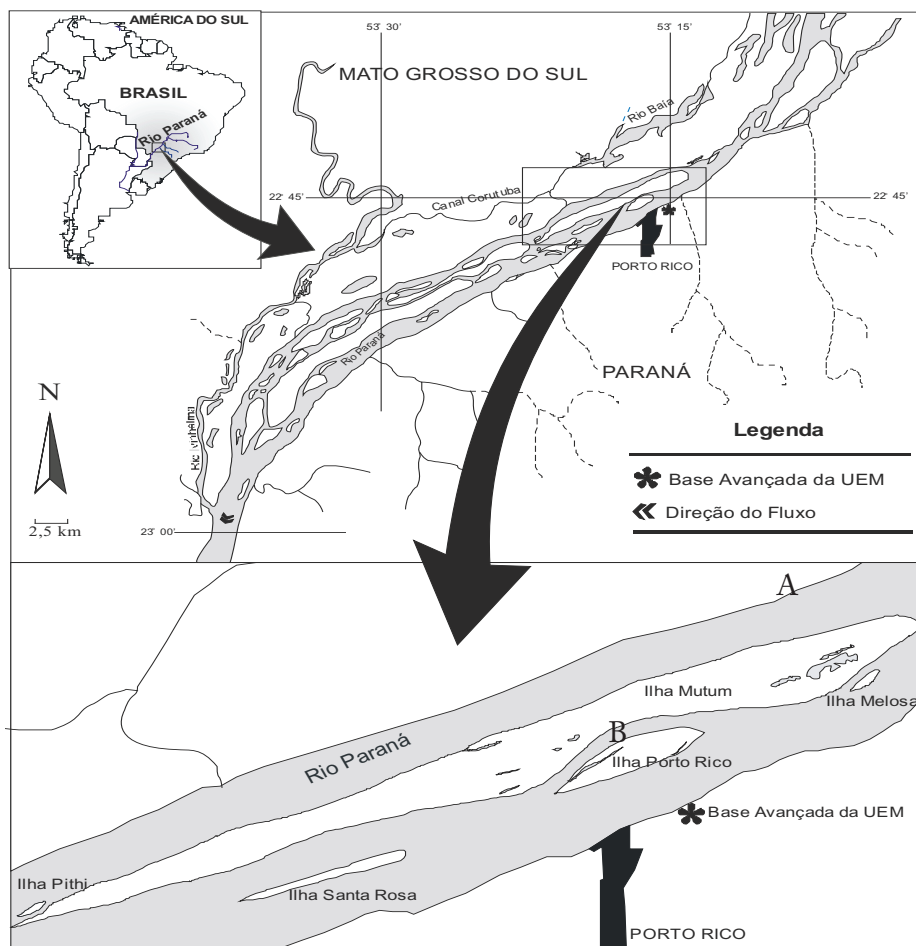 AMÉRICA DO SUL
BRASIL
Rio Paraná
53° 30'
53° 15'
MATO GROSSO DO SUL
Rio Baía
22° 45'
Canal Corutuba
22° 45'
PORTO RICO
Rio Paraná
PARANÁ
N
2,5 km
Rio Ivinhelma
23° 00'
Legenda
Base Avançada da UEM
Direção do Fluxo
A
Ilha Mutum
Ilha Melosa
B
Rio Paraná
Ilha Porto Rico
Base Avançada da UEM
Ilha Pithi
Ilha Santa Rosa
PORTO RICO